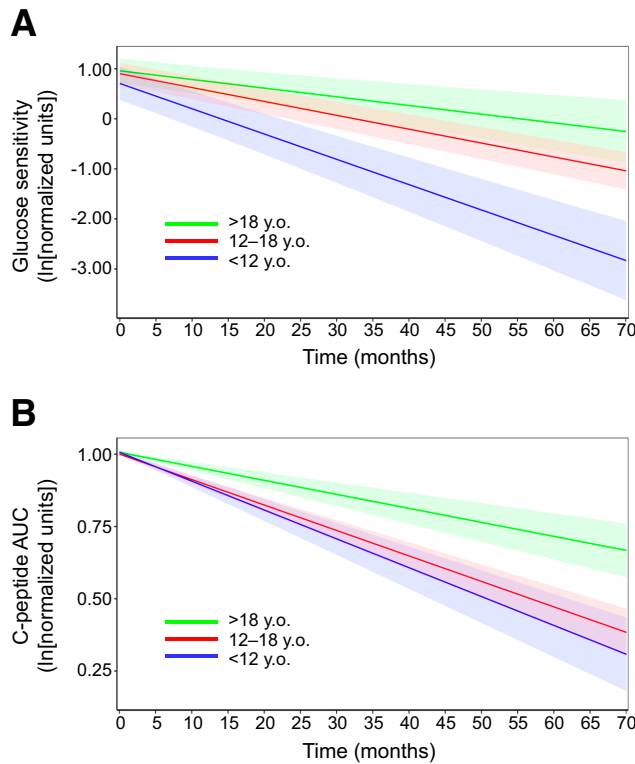 A
Glucose sensitivity
(ln[normalized units])
1.00
0
-1.00
-2.00
-3.00
>18 y.o.
12–18 y.o.
<12 y.o.
0 5 10 15 20 25 30 35 40 45 50 55 60 65 70
Time (months)
B
C-peptide AUC
(ln[normalized units])
1.00
0.75
0.50
0.25
>18 y.o.
12–18 y.o.
<12 y.o.
0 5 10 15 20 25 30 35 40 45 50 55 60 65 70
Time (months)